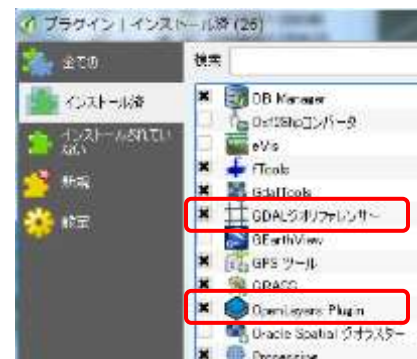 プラグイン | インストール済 (26)
全ての
インストール済
インストールされてい
ない
新規
設定
検索
DB Manager
Dxf2Shpコンバータ
eVis
fTools
GdalTools
GDALジオリファレンサー
GEarthView
GPS ツール
GRASS
OpenLayers Plugin
Oracle Spatial ジオラスター
Processing